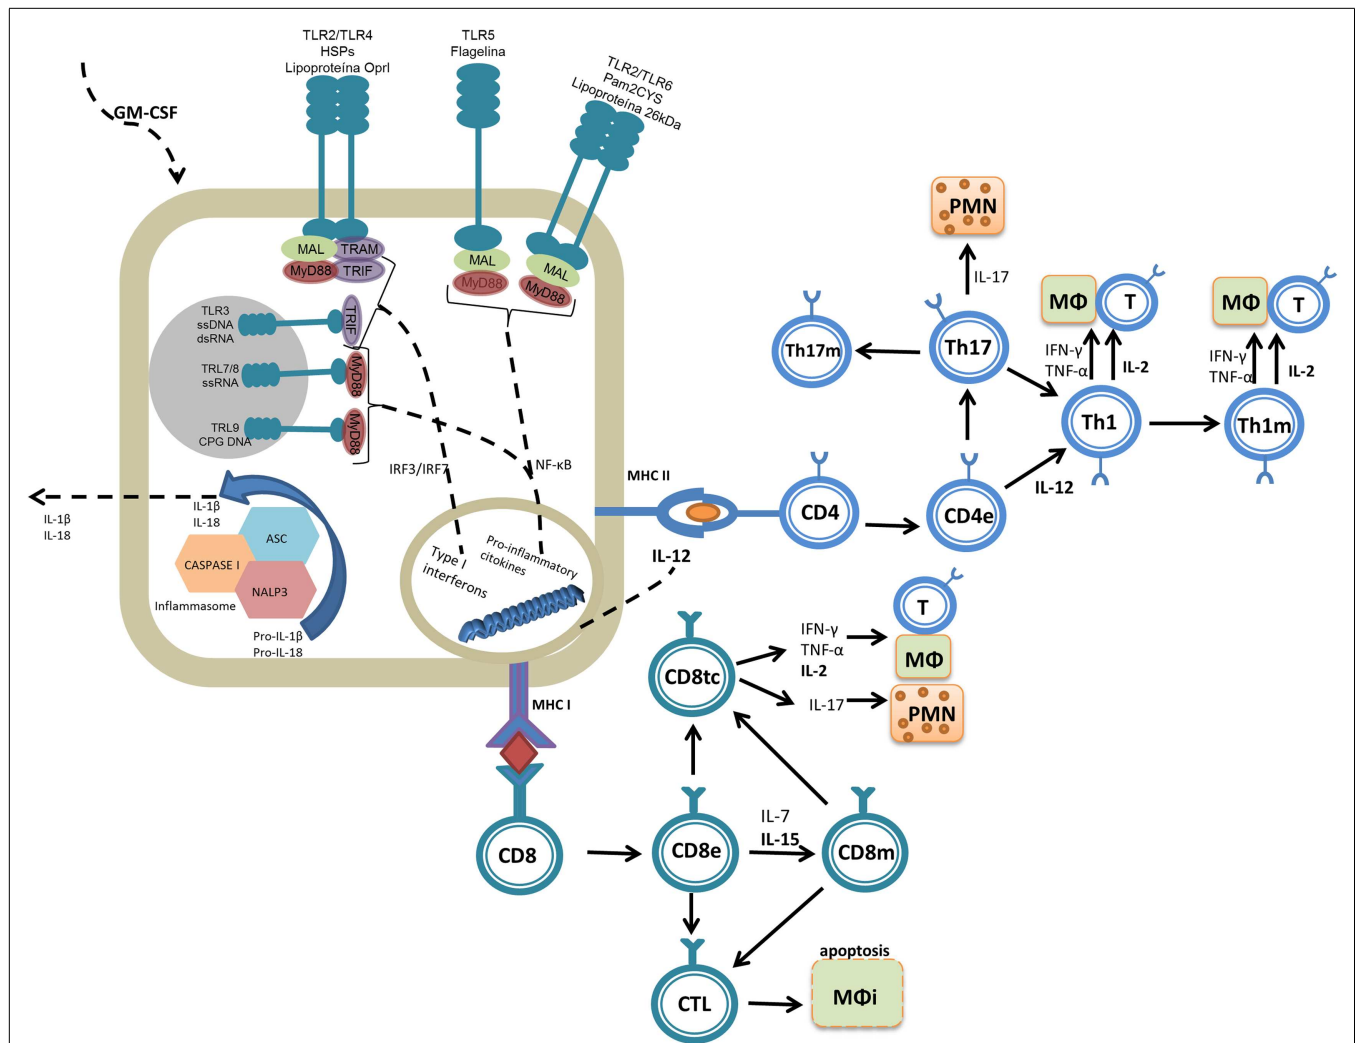 TLR2/TLR4
HSPs
Lipoproteína OprI
TLR5
Flagelina
TLR2/TLR6
Pam2CYS
Lipoproteína 26kDa
GM-CSF
MAL
TRAM
MyD88
TRIF
MAL
MyD88
MAL
MyD88
TLR3
ssDNA
dsRNA
TRIF
TRL7/8
ssRNA
MyD88
TRL9
CPG DNA
MyD88
IRF3/IRF7
NF-κB
IL-1β
IL-18
IL-1β
IL-18
ASC
CASPASE I
NALP3
Inflammasome
Pro-IL-1β
Pro-IL-18
Type I
interferons
Pro-inflammatory
citokines
MHC II
IL-12
MHC I
CD4
CD4e
IL-12
Th17
Th17m
IL-17
PMN
Th1
IFN-γ
TNF-α
IL-2
MΦ
T
Th1m
IFN-γ
TNF-α
IL-2
MΦ
T
CD8tc
IFN-γ
TNF-α
IL-2
IL-17
T
MΦ
PMN
CD8
CD8e
IL-7
IL-15
CD8m
CTL
apoptosis
MΦi